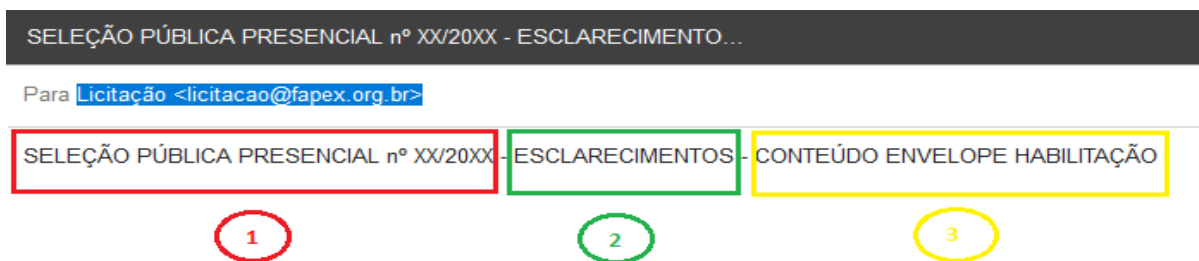 SELEÇÃO PÚBLICA PRESENCIAL nº XX/20XX - ESCLARECIMENTO...
Para Licitação <licitacao@fapex.org.br>
SELEÇÃO PÚBLICA PRESENCIAL nº XX/20XX - ESCLARECIMENTOS - CONTEÚDO ENVELOPE HABILITAÇÃO
1 2 3